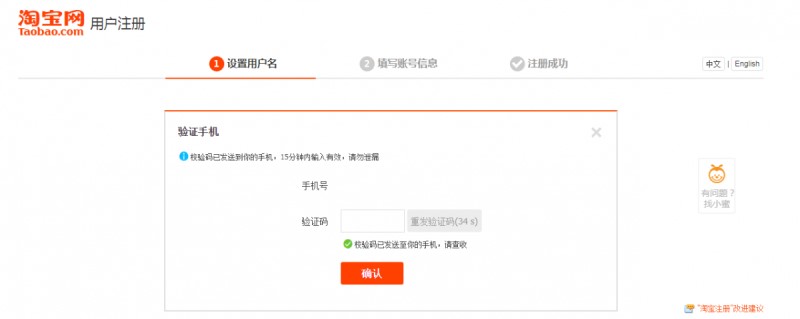 淘宝网
Taobao.com
用户注册
1 设置用户名
2 填写账号信息
注册成功
中文 | English
验证手机
校验码已发送到你的手机，15分钟内输入有效，请勿泄漏
手机号
验证码 重发验证码(34 s)
校验码已发送至你的手机，请查收
确认
有问题？
找小蜜
"淘宝注册"改进建议